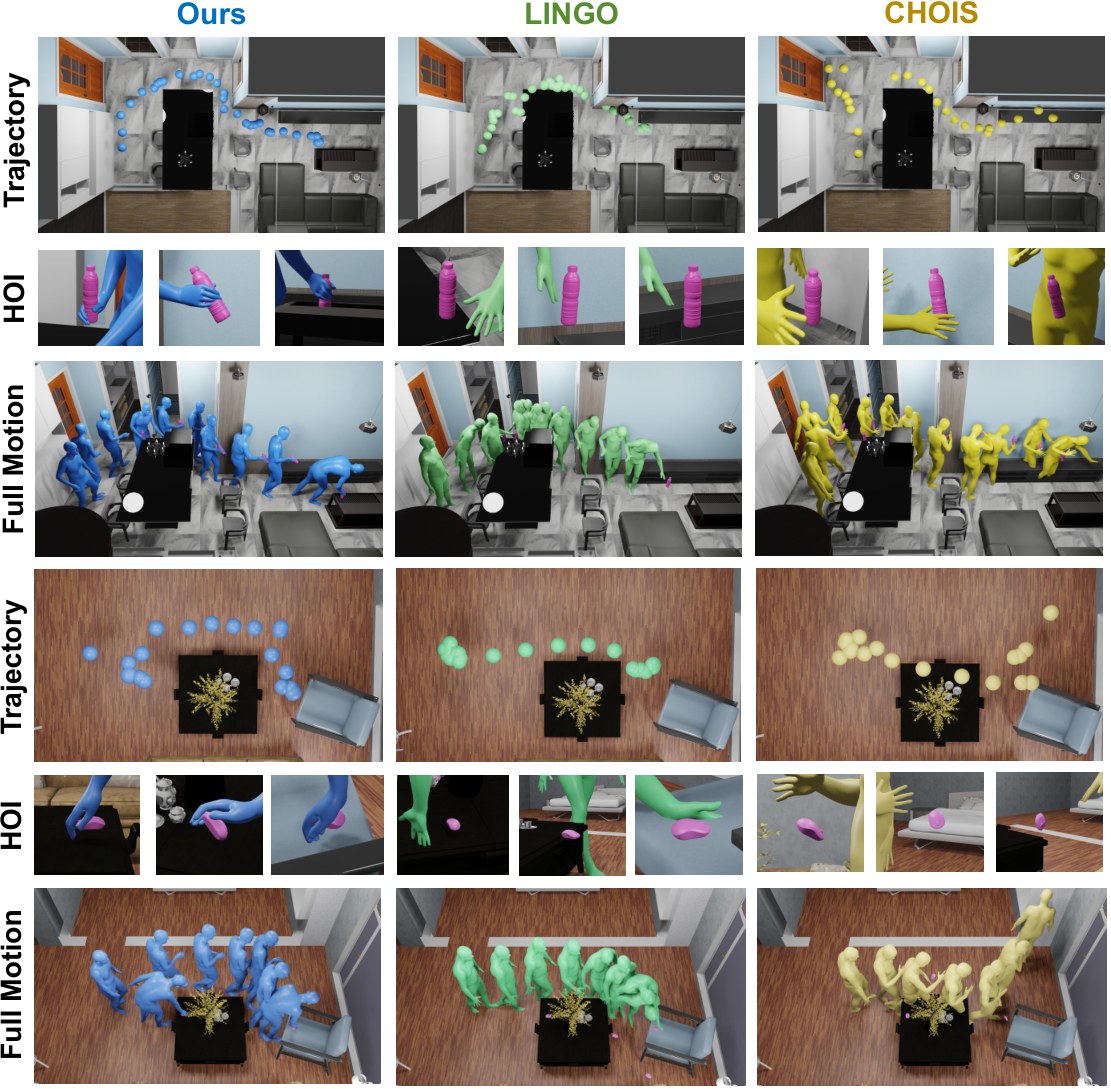 Ours LINGO CHOIS
Trajectory
HOI
Full Motion
Trajectory
HOI
Full Motion